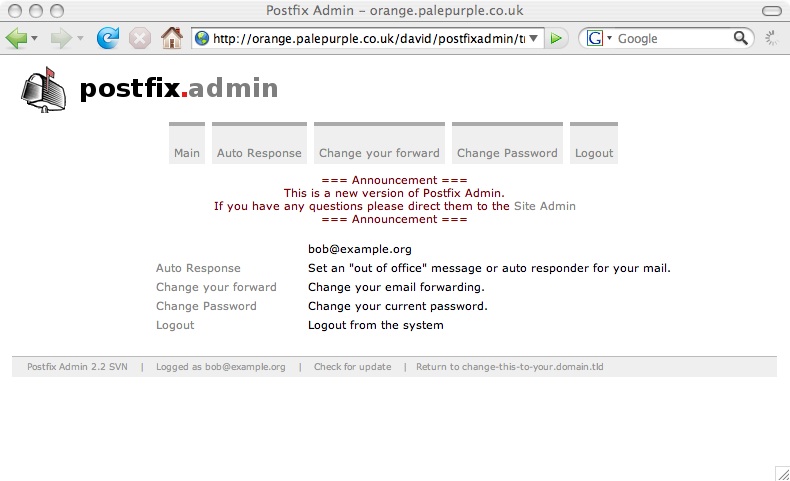 Postfix Admin – orange.palepurple.co.uk
http://orange.palepurple.co.uk/david/postfixadmin/
Google
postfix.admin
Main Auto Response Change your forward Change Password Logout
=== Announcement ===
This is a new version of Postfix Admin.
If you have any questions please direct them to the Site Admin
=== Announcement ===
bob@example.org
Auto Response Set an "out of office" message or auto responder for your mail.
Change your forward Change your email forwarding.
Change Password Change your current password.
Logout Logout from the system
Postfix Admin 2.2 SVN | Logged as bob@example.org | Check for update | Return to change-this-to-your.domain.tld